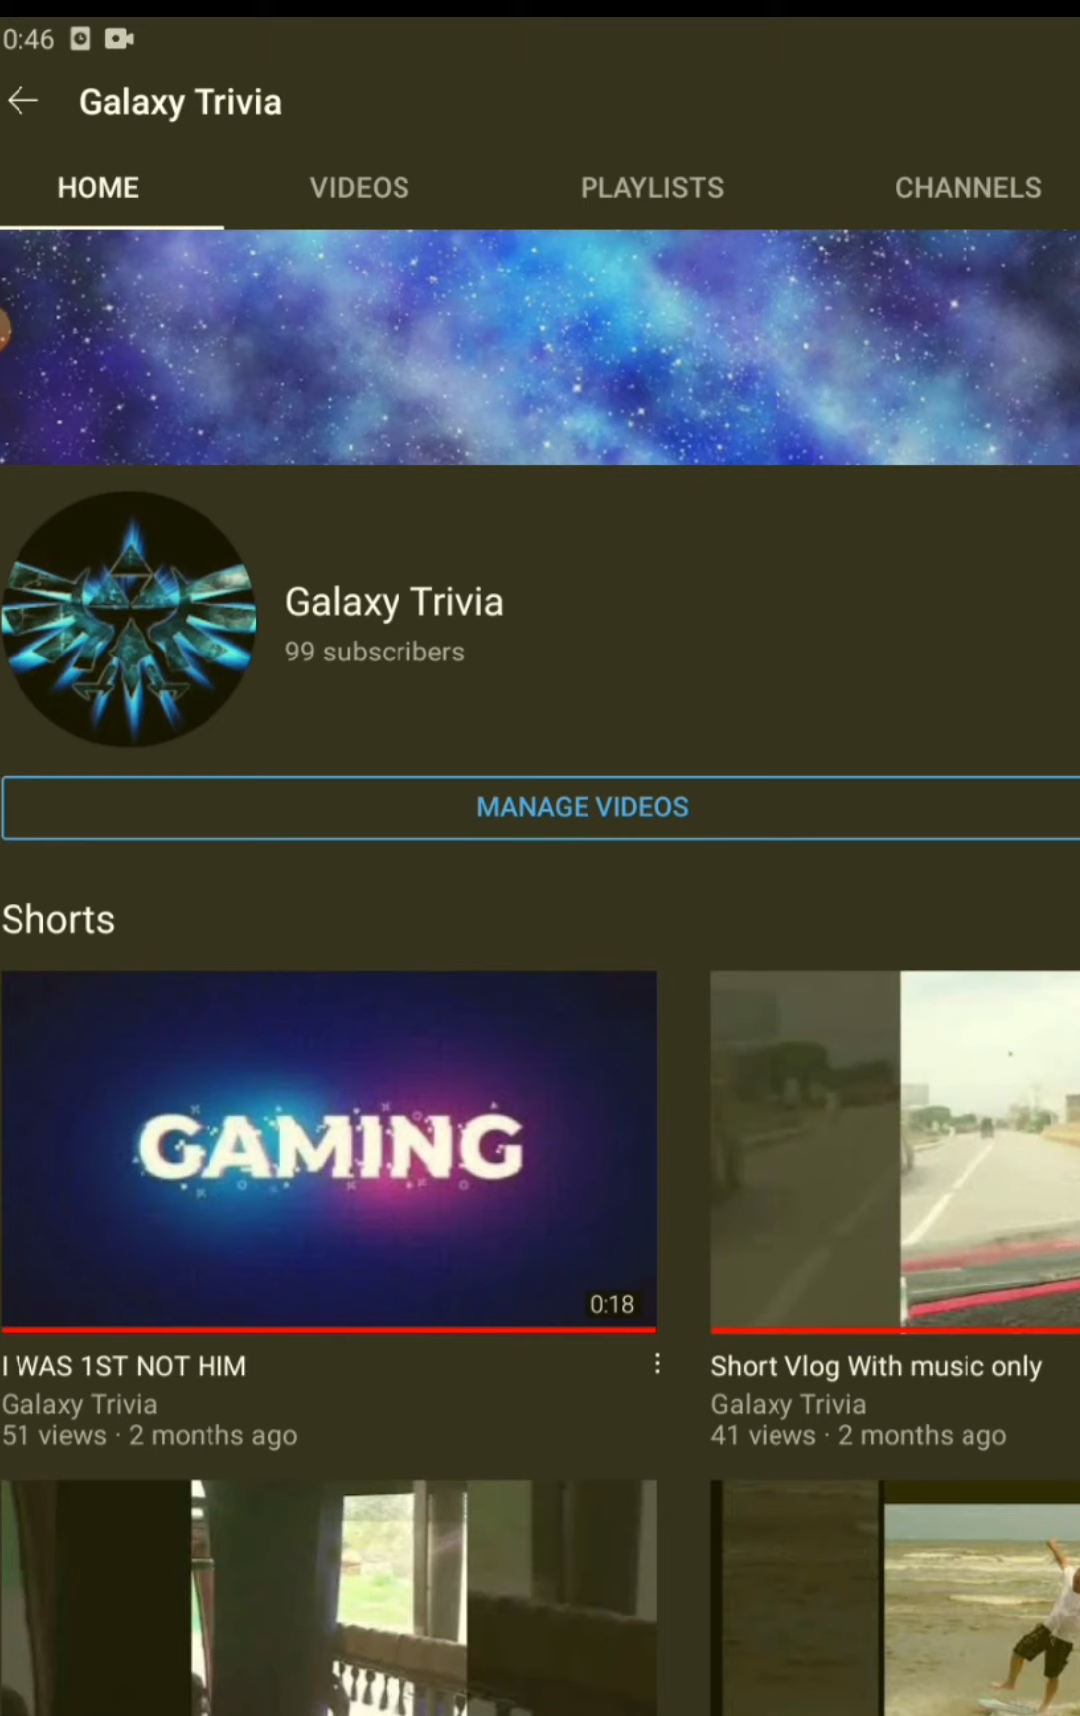 0:46
Galaxy Trivia
HOME VIDEOS PLAYLISTS CHANNELS
Galaxy Trivia
99 subscribers
MANAGE VIDEOS
Shorts
GAMING
0:18
I WAS 1ST NOT HIM
Galaxy Trivia
51 views · 2 months ago
Short Vlog With music only
Galaxy Trivia
41 views · 2 months ago